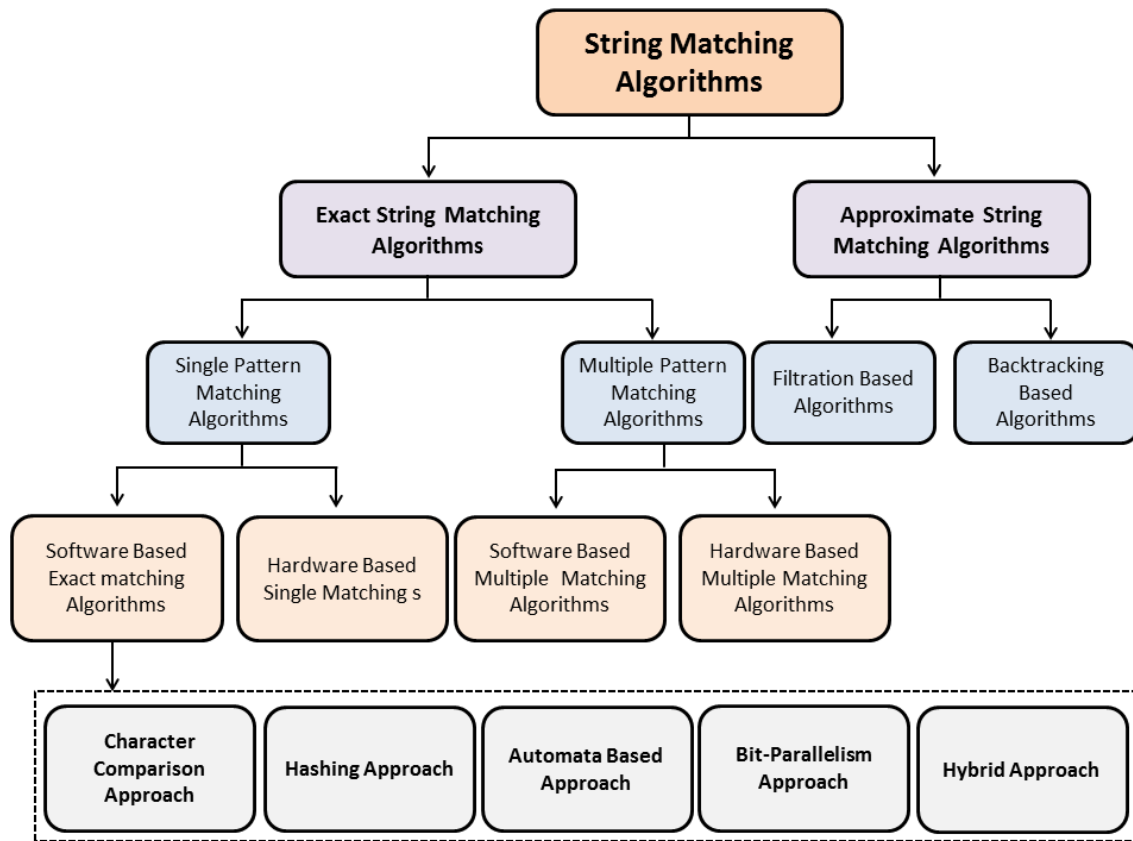 String Matching
Algorithms
Exact String Matching
Algorithms
Approximate String
Matching Algorithms
Single Pattern
Matching
Algorithms
Multiple Pattern
Matching
Algorithms
Filtration Based
Algorithms
Backtracking
Based
Algorithms
Software Based
Exact matching
Algorithms
Hardware Based
Single Matching s
Software Based
Multiple Matching
Algorithms
Hardware Based
Multiple Matching
Algorithms
Character
Comparison
Approach
Hashing Approach
Automata Based
Approach
Bit-Parallelism
Approach
Hybrid Approach